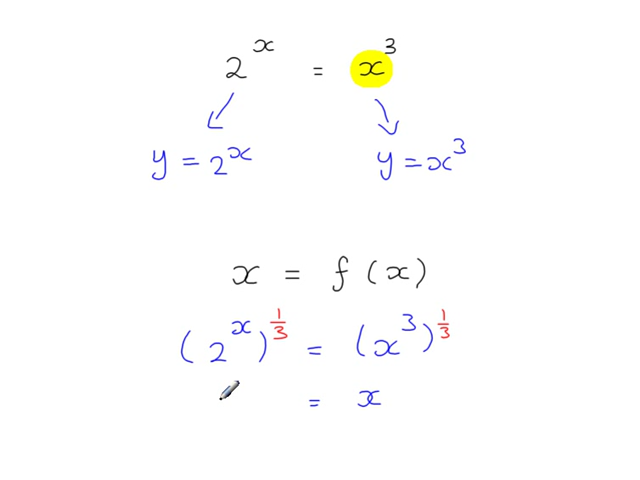 2^x = x^3
y = 2^x y = x^3
x = f(x)
(2^x)^{1/3} = (x^3)^{1/3}
= x